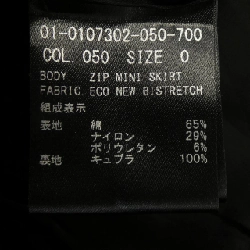 01-0107302-050-700
COL. 050 SIZE 0
BODY ZIP MINI SKIRT
FABRIC.ECO NEW BISTRETCH
組成表示
表地 綿 65%
ナイロン 29%
ポリウレタン 6%
裏地 キュプラ 100%